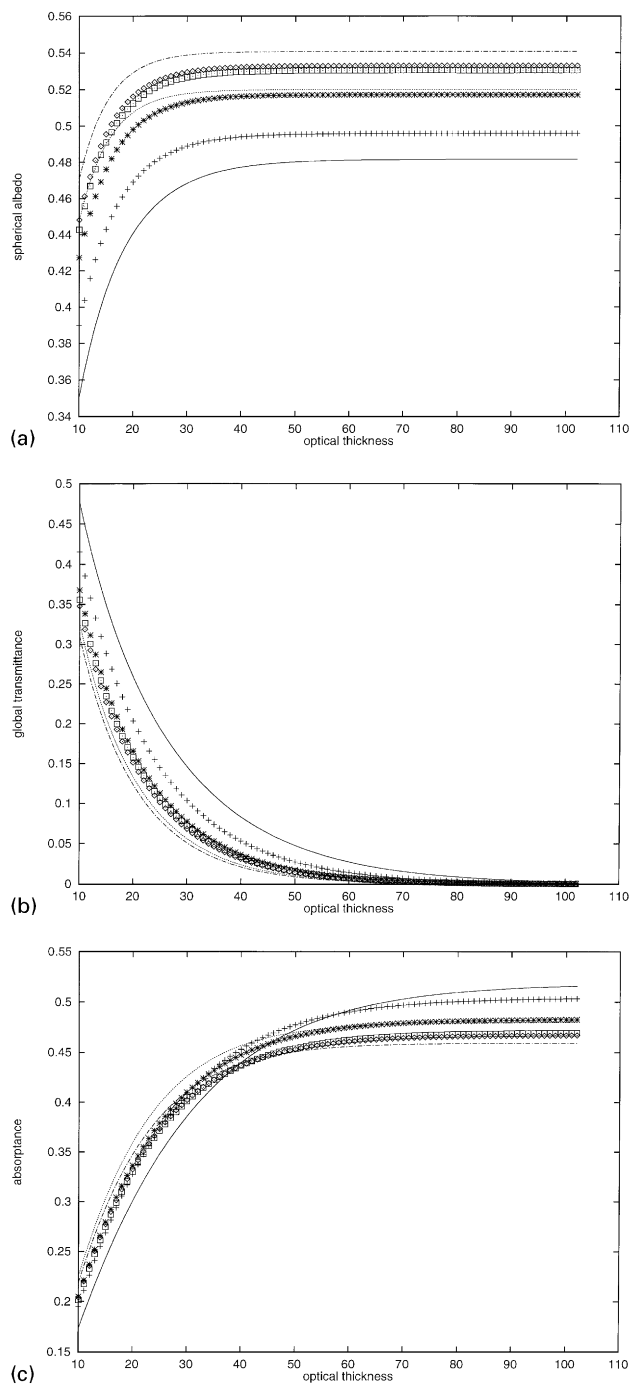 0.56
0.54
0.52
0.5
0.48
0.46
0.44
0.42
0.4
0.38
0.36
0.34
spherical albedo
10 20 30 40 50 60 70 80 90 100 110
optical thickness
(a)
0.5
0.45
0.4
0.35
0.3
0.25
0.2
0.15
0.1
0.05
0
global transmittance
10 20 30 40 50 60 70 80 90 100 110
optical thickness
(b)
0.55
0.5
0.45
0.4
0.35
0.3
0.25
0.2
0.15
absorptance
10 20 30 40 50 60 70 80 90 100 110
optical thickness
(c)